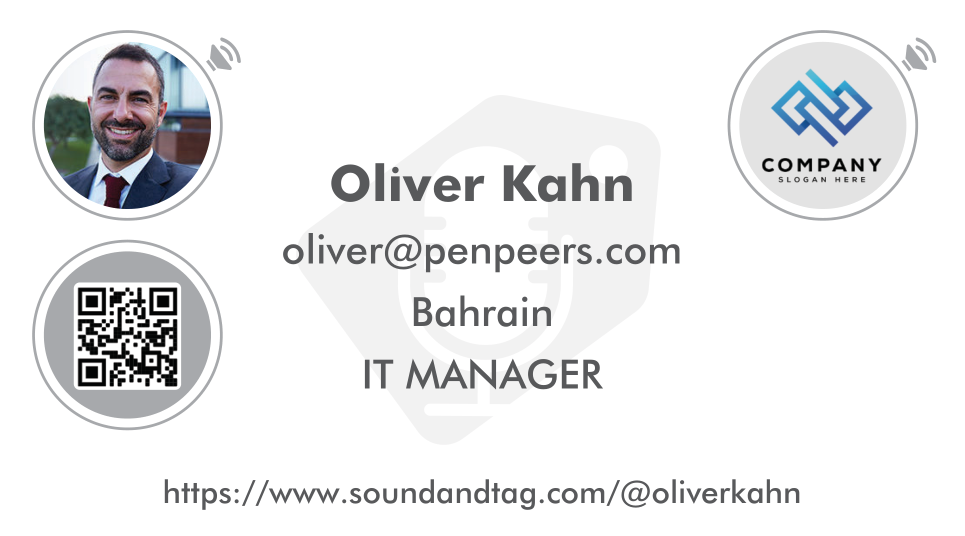 COMPANY
SLOGAN HERE
Oliver Kahn
oliver@penpeers.com
Bahrain
IT MANAGER
https://www.soundandtag.com/@oliverkahn